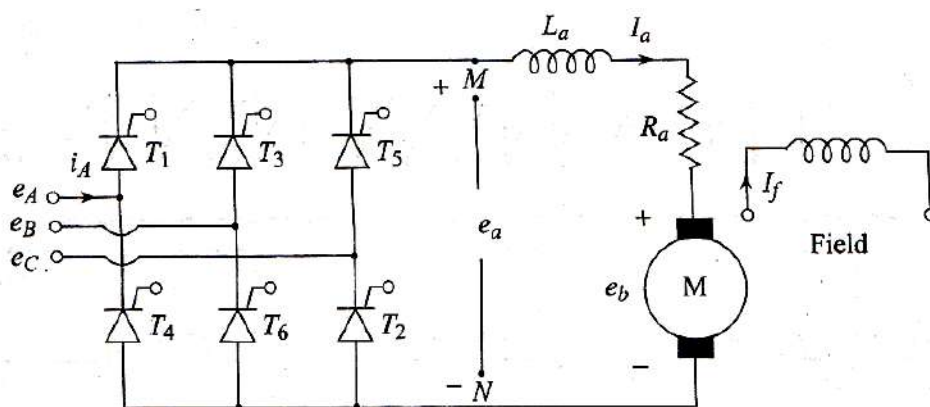 L_a
I_a
+ M
R_a
T_1
T_3
T_5
i_A
e_A
e_B
e_C
e_a
I_f
Field
+
e_b
M
T_4
T_6
T_2
– N
–